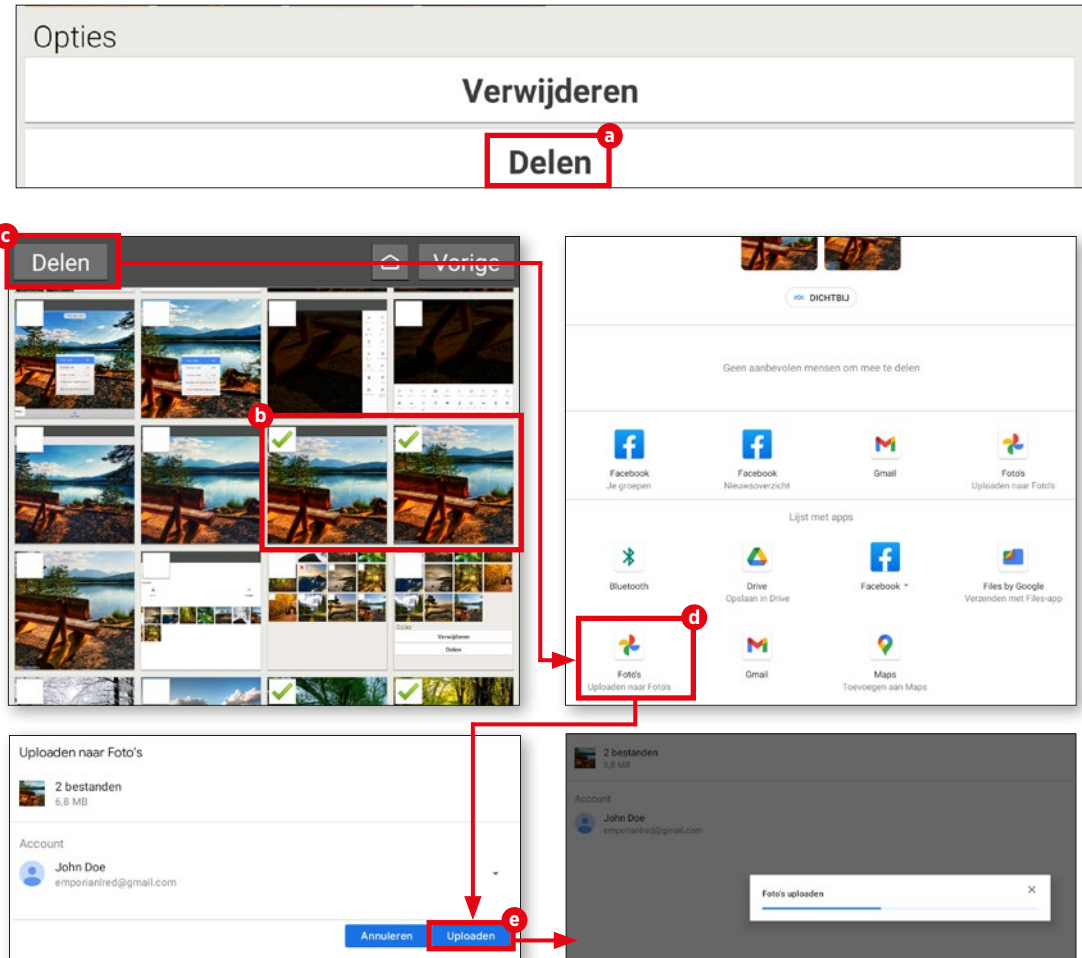 Opties
Verwijderen
a
Delen
c
Delen
Vorige
b
Opties
Verwijderen
Delen
DICHTBIJ
Geen aanbevolen mensen om mee te delen
Facebook
Je groepen
Facebook
Nieuwsoverzicht
Gmail
Foto's
Uploaden naar Foto's
Lijst met apps
Bluetooth
Drive
Opslaan in Drive
Facebook
Files by Google
Verzenden met Files-app
d
Foto's
Uploaden naar Foto's
Gmail
Maps
Toevoegen aan Maps
Uploaden naar Foto's
2 bestanden
6,8 MB
Account
John Doe
emporianlred@gmail.com
Annuleren
Uploaden
e
2 bestanden
6,8 MB
Account
John Doe
emporianlred@gmail.com
Foto's uploaden